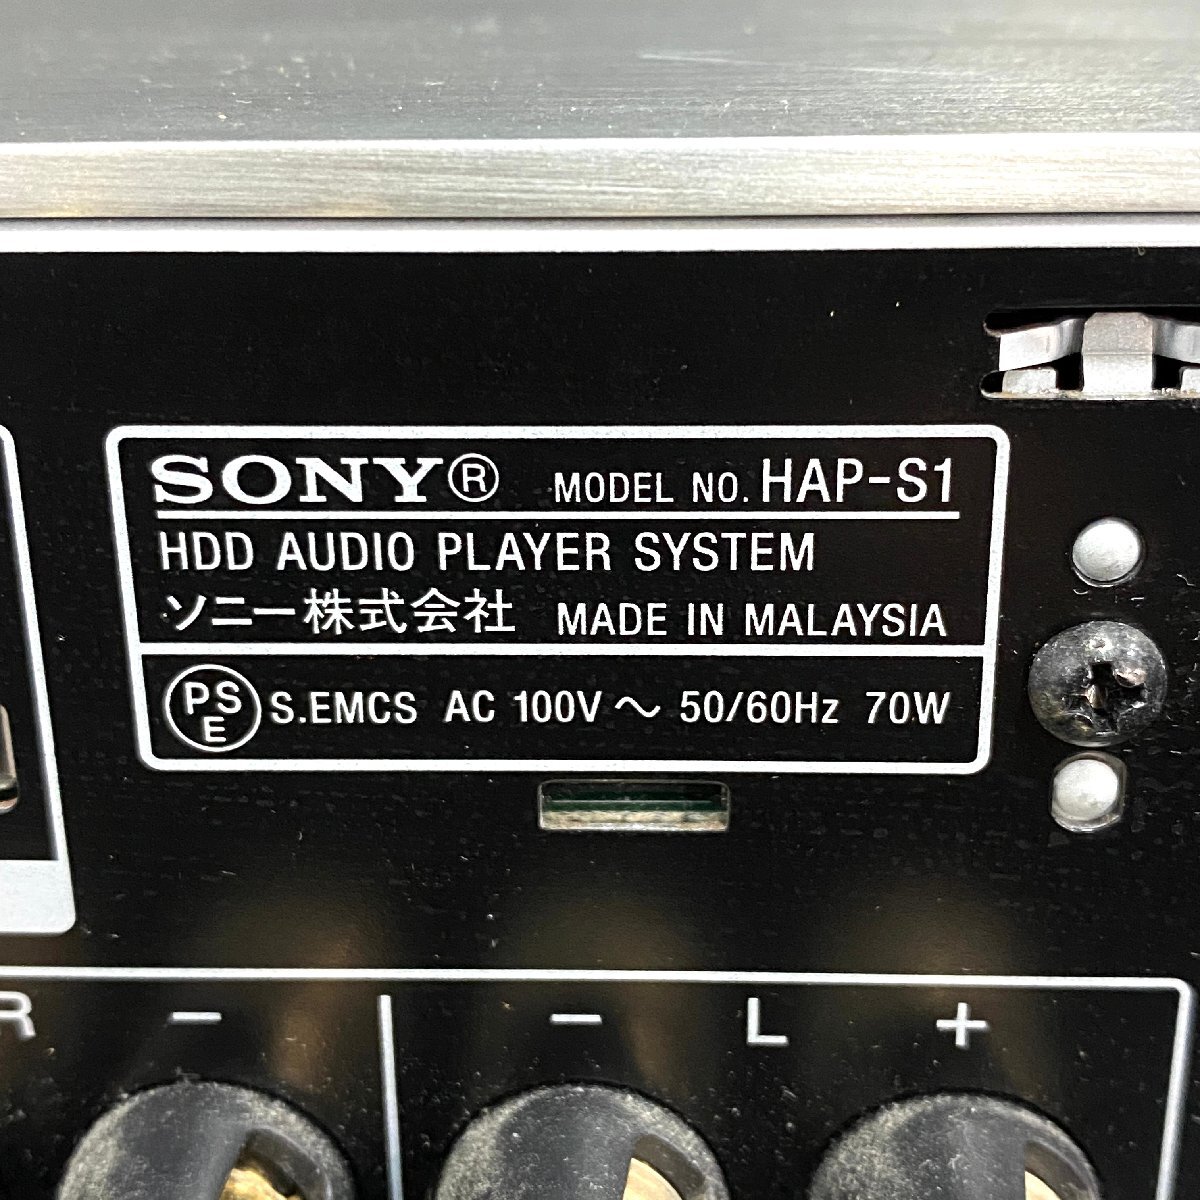 SONY® MODEL NO. HAP-S1
HDD AUDIO PLAYER SYSTEM
ソニー株式会社 MADE IN MALAYSIA
PSE S.EMCS AC 100V ～ 50/60Hz 70W
R − − L +